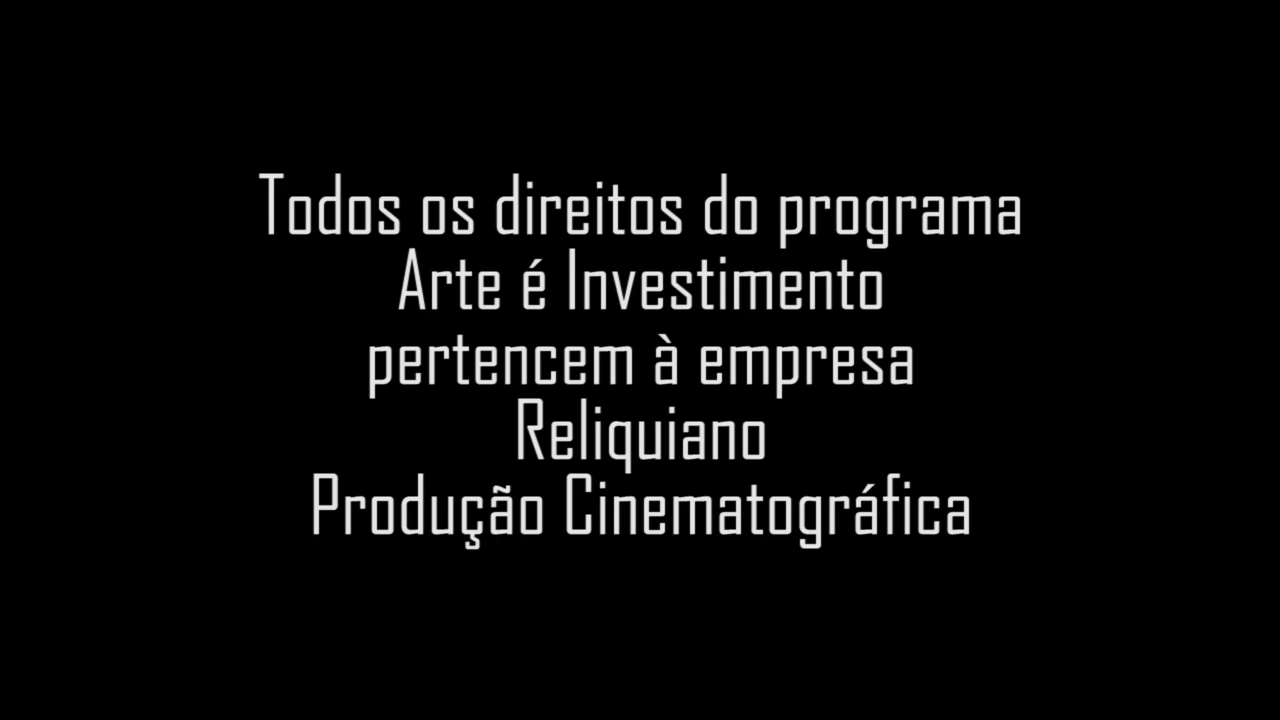 Todos os direitos do programa
Arte é Investimento
pertencem à empresa
Reliquiano
Produção Cinematográfica